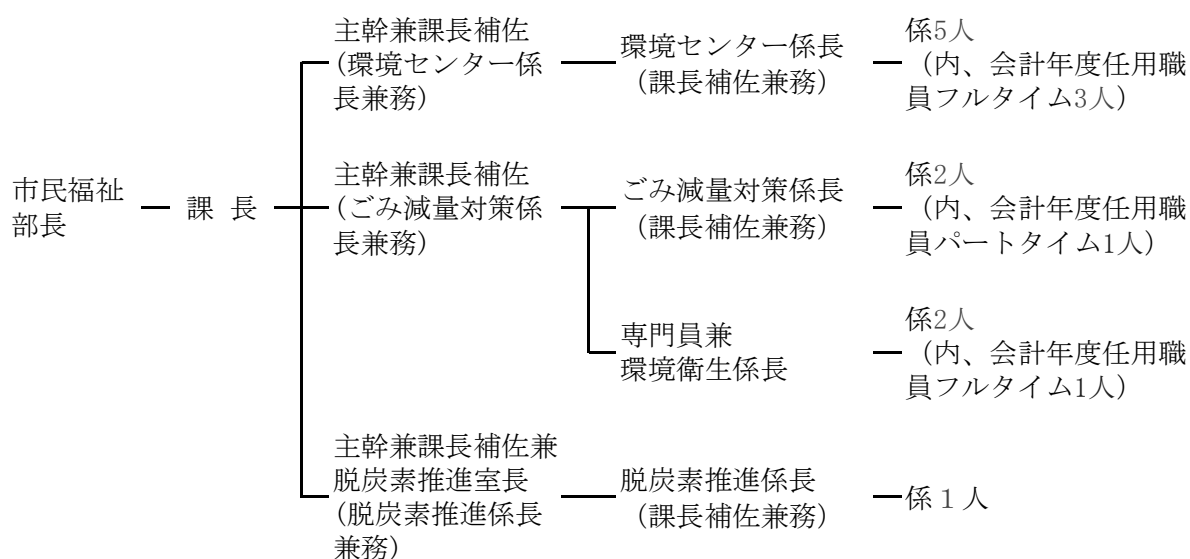 市民福祉
部長
課 長
主幹兼課長補佐
(環境センター係
長兼務)
環境センター係長
(課長補佐兼務)
係5人
(内、会計年度任用職
員フルタイム3人)
主幹兼課長補佐
(ごみ減量対策係
長兼務)
ごみ減量対策係長
(課長補佐兼務)
係2人
(内、会計年度任用職
員パートタイム1人)
専門員兼
環境衛生係長
係2人
(内、会計年度任用職
員フルタイム1人)
主幹兼課長補佐兼
脱炭素推進室長
(脱炭素推進係長
兼務)
脱炭素推進係長
(課長補佐兼務)
係1人